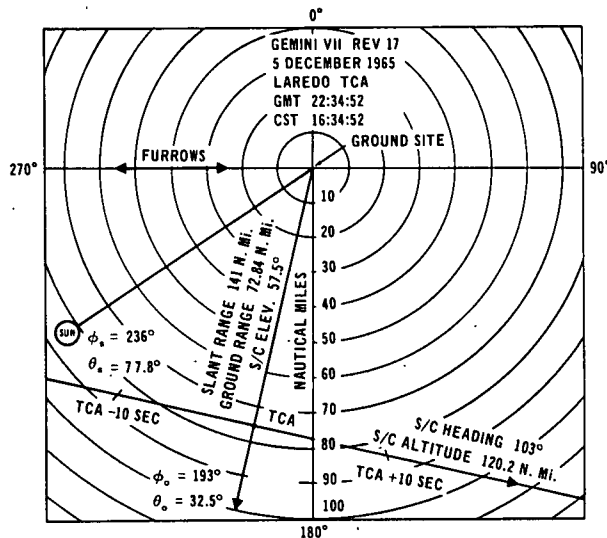 0°
GEMINI VII REV 17
5 DECEMBER 1965
LAREDO TCA
GMT 22:34:52
CST 16:34:52
GROUND SITE
FURROWS
270°
90°
10
20
30
40
50
60
70
80
90
100
NAUTICAL MILES
SLANT RANGE 141 N. Mi.
GROUND RANGE 72.84 N. Mi.
S/C ELEV. 57.5°
SUN
ϕs = 236°
θs = 77.8°
TCA -10 SEC
TCA
S/C HEADING 103°
S/C ALTITUDE 120.2 N. Mi.
TCA +10 SEC
ϕo = 193°
θo = 32.5°
180°